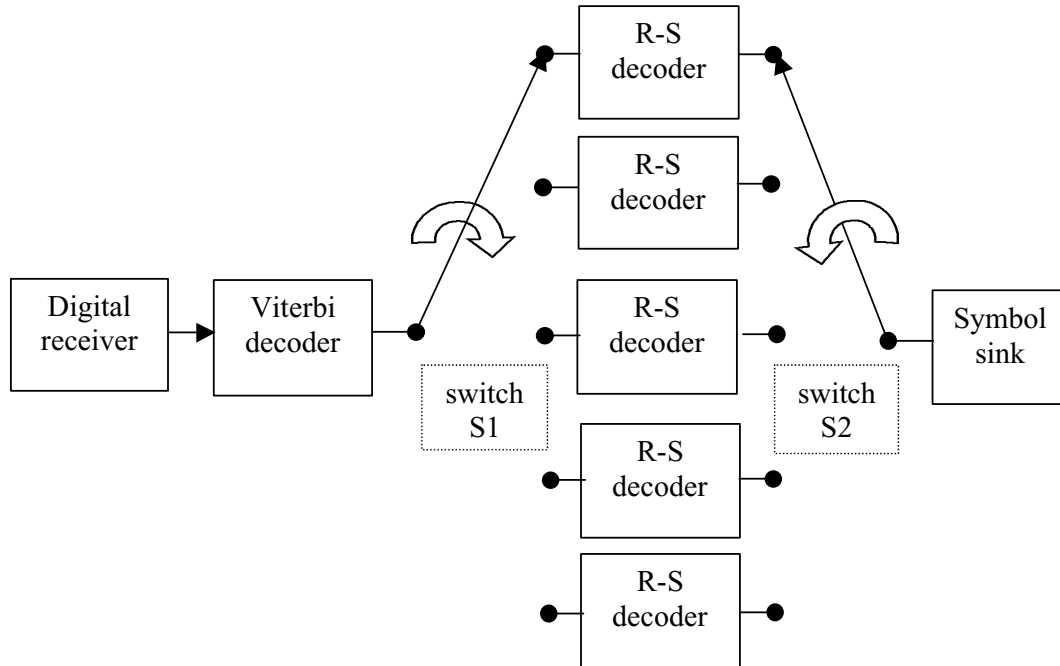 R-S
decoder
R-S
decoder
Digital
receiver
Viterbi
decoder
R-S
decoder
Symbol
sink
switch
S1
switch
S2
R-S
decoder
R-S
decoder